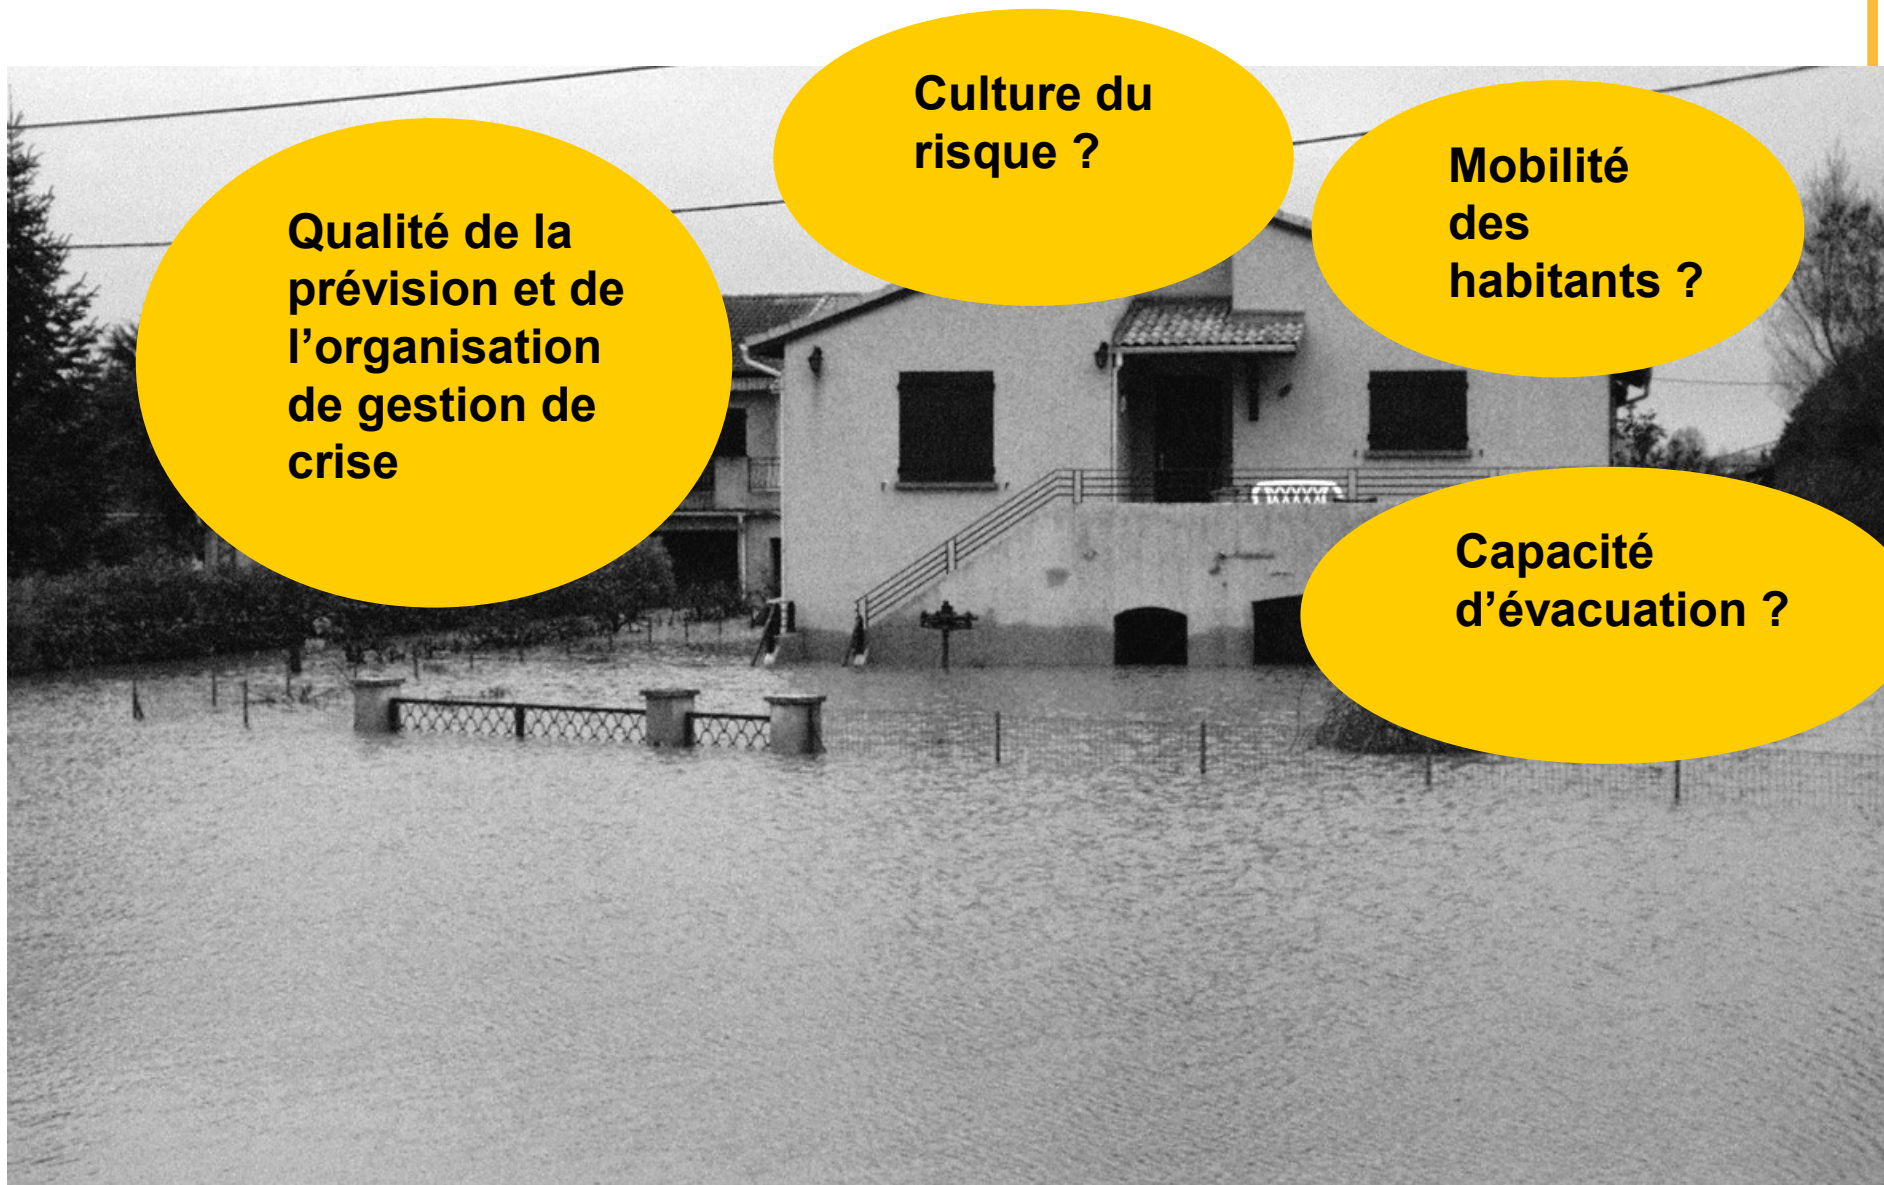 Qualité de la
prévision et de
l’organisation
de gestion de
crise
Culture du
risque ?
Mobilité
des
habitants ?
Capacité
d’évacuation ?